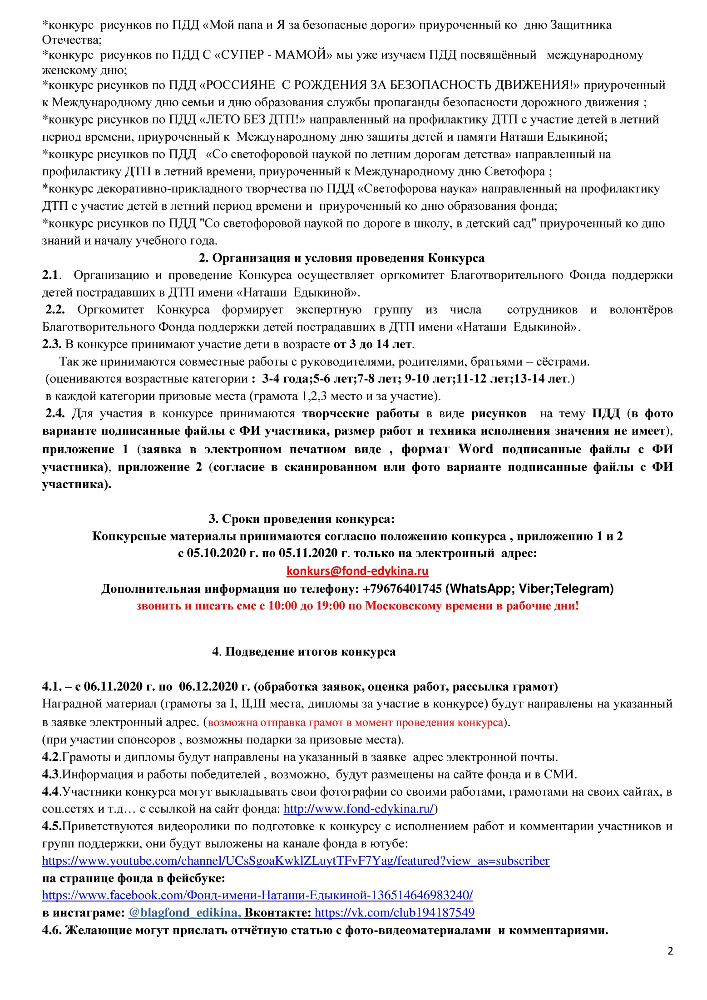 *конкурс рисунков по ПДД «Мой папа и Я за безопасные дороги» приуроченный ко дню Защитника
Отечества;
*конкурс рисунков по ПДД С «СУПЕР - МАМОЙ» мы уже изучаем ПДД посвящённый международному
женскому дню;
*конкурс рисунков по ПДД «РОССИЯНЕ С РОЖДЕНИЯ ЗА БЕЗОПАСНОСТЬ ДВИЖЕНИЯ!» приуроченный
к Международному дню семьи и дню образования службы пропаганды безопасности дорожного движения ;
*конкурс рисунков по ПДД «ЛЕТО БЕЗ ДТП!» направленный на профилактику ДТП с участие детей в летний
период времени, приуроченный к Международному дню защиты детей и памяти Наташи Едыкиной;
*конкурс рисунков по ПДД «Со светофоровой наукой по летним дорогам детства» направленный на
профилактику ДТП в летний времени, приуроченный к Международному дню Светофора ;
*конкурс декоративно-прикладного творчества по ПДД «Светофорова наука» направленный на профилактику
ДТП с участие детей в летний период времени и приуроченный ко дню образования фонда;
*конкурс рисунков по ПДД "Со светофоровой наукой по дороге в школу, в детский сад" приуроченный ко дню
знаний и началу учебного года.
2. Организация и условия проведения Конкурса
2.1. Организацию и проведение Конкурса осуществляет оргкомитет Благотворительного Фонда поддержки
детей пострадавших в ДТП имени «Наташи Едыкиной».
2.2. Оргкомитет Конкурса формирует экспертную группу из числа сотрудников и волонтёров
Благотворительного Фонда поддержки детей пострадавших в ДТП имени «Наташи Едыкиной».
2.3. В конкурсе принимают участие дети в возрасте от 3 до 14 лет.
Так же принимаются совместные работы с руководителями, родителями, братьями – сёстрами.
(оцениваются возрастные категории : 3-4 года;5-6 лет;7-8 лет; 9-10 лет;11-12 лет;13-14 лет.)
в каждой категории призовые места (грамота 1,2,3 место и за участие).
2.4. Для участия в конкурсе принимаются творческие работы в виде рисунков на тему ПДД (в фото
варианте подписанные файлы с ФИ участника, размер работ и техника исполнения значения не имеет),
приложение 1 (заявка в электронном печатном виде , формат Word подписанные файлы с ФИ
участника), приложение 2 (согласие в сканированном или фото варианте подписанные файлы с ФИ
участника).
3. Сроки проведения конкурса:
Конкурсные материалы принимаются согласно положению конкурса , приложению 1 и 2
с 05.10.2020 г. по 05.11.2020 г. только на электронный адрес:
konkurs@fond-edykina.ru
Дополнительная информация по телефону: +79676401745 (WhatsApp; Viber;Telegram)
звонить и писать смс с 10:00 до 19:00 по Московскому времени в рабочие дни!
4. Подведение итогов конкурса
4.1. – с 06.11.2020 г. по 06.12.2020 г. (обработка заявок, оценка работ, рассылка грамот)
Наградной материал (грамоты за I, II,III места, дипломы за участие в конкурсе) будут направлены на указанный
в заявке электронный адрес. (возможна отправка грамот в момент проведения конкурса).
(при участии спонсоров , возможны подарки за призовые места).
4.2.Грамоты и дипломы будут направлены на указанный в заявке адрес электронной почты.
4.3.Информация и работы победителей , возможно, будут размещены на сайте фонда и в СМИ.
4.4.Участники конкурса могут выкладывать свои фотографии со своими работами, грамотами на своих сайтах, в
соц.сетях и т.д… с ссылкой на сайт фонда: http://www.fond-edykina.ru/)
4.5.Приветствуются видеоролики по подготовке к конкурсу с исполнением работ и комментарии участников и
групп поддержки, они будут выложены на канале фонда в ютубе:
https://www.youtube.com/channel/UCsSgoaKwklZLuytTFvF7Yag/featured?view_as=subscriber
на странице фонда в фейсбуке:
https://www.facebook.com/Фонд-имени-Наташи-Едыкиной-136514646983240/
в инстаграме: @blagfond_edikina, Вконтакте: https://vk.com/club194187549
4.6. Желающие могут прислать отчётную статью с фото-видеоматериалами и комментариями.
2